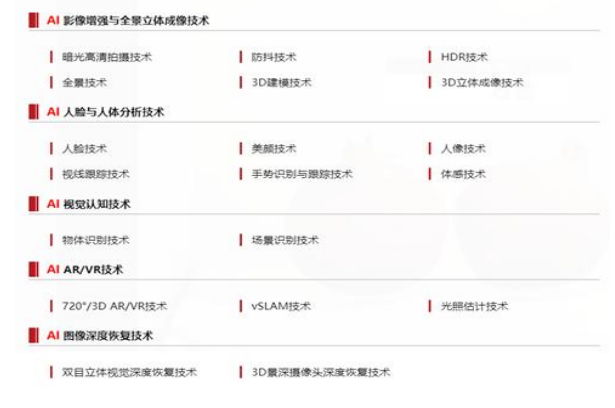 AI 影像增强与全景立体成像技术
暗光高清拍摄技术 防抖技术 HDR技术
全景技术 3D建模技术 3D立体成像技术
AI 人脸与人体分析技术
人脸技术 美颜技术 人像技术
视线跟踪技术 手势识别与跟踪技术 体感技术
AI 视觉认知技术
物体识别技术 场景识别技术
AI AR/VR技术
720°/3D AR/VR技术 vSLAM技术 光照估计技术
AI 图像深度恢复技术
双目立体视觉深度恢复技术 3D景深摄像头深度恢复技术